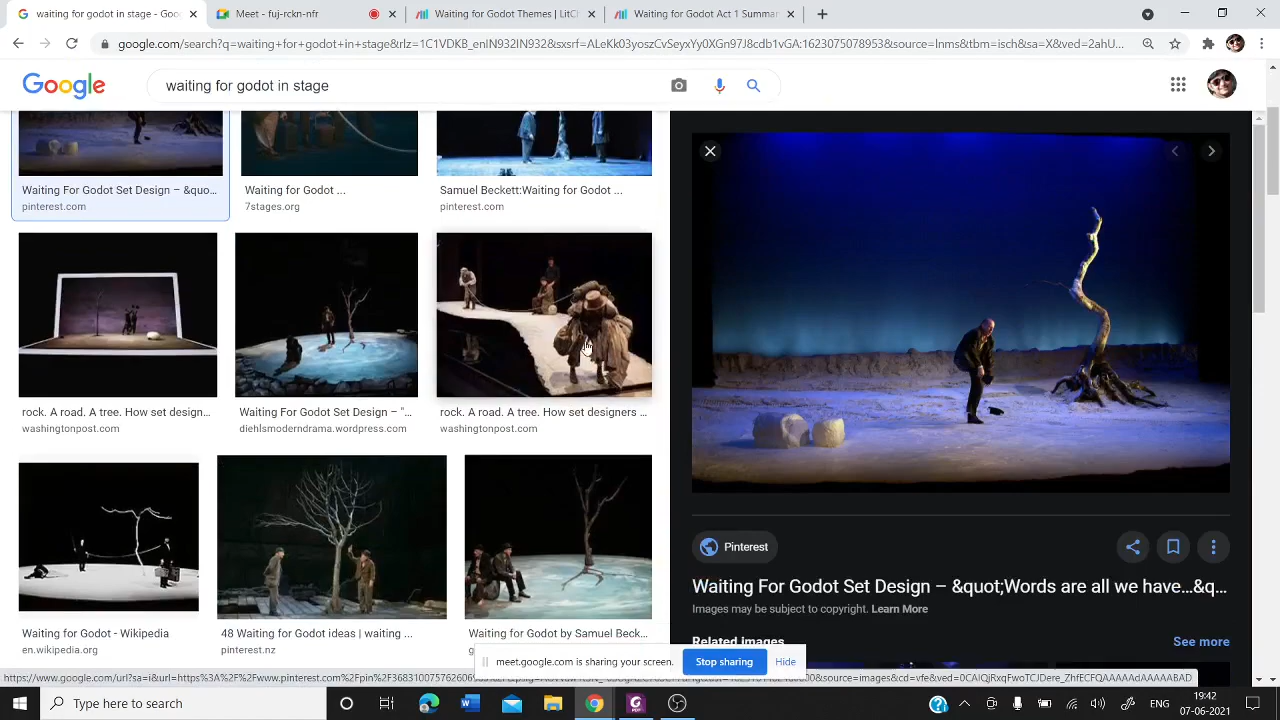 waiting for godot in stage - Go
Meet - fuj-rckn-nfr
Waiting for Godot Themes | LitCh
Waiting for Godot Act 1 Summar
google.com/search?q=waiting+for+godot+in+stage&rlz=1C1VDKB_enIN932IN932&sxsrf=ALeKk03yoszCvSeyxYy0XGn97J&cdb1vGA:1623075078953&source=lnms&tbm=isch&sa=X&ved=2ahU...
Google
waiting for godot in stage
Waiting For Godot Set Design – &quo...
pinterest.com
Waiting for Godot ...
7stages.org
Samuel Beckett:Waiting for Godot ...
pinterest.com
rock. A road. A tree. How set design...
washingtonpost.com
Waiting For Godot Set Design – "...
diehlsmoderndrama.wordpress.com
rock. A road. A tree. How set designers ...
washingtonpost.com
Waiting for Godot - Wikipedia
en.wikipedia.org
48 Waiting for Godot ideas | waiting ...
pinterest.nz
Waiting for Godot by Samuel Beck...
Pinterest
Waiting For Godot Set Design – &quot;Words are all we have...&q...
Images may be subject to copyright. Learn More
Related images
See more
meet.google.com is sharing your screen.
Stop sharing
Hide
Type here to search
ENG
19:42
07-06-2021